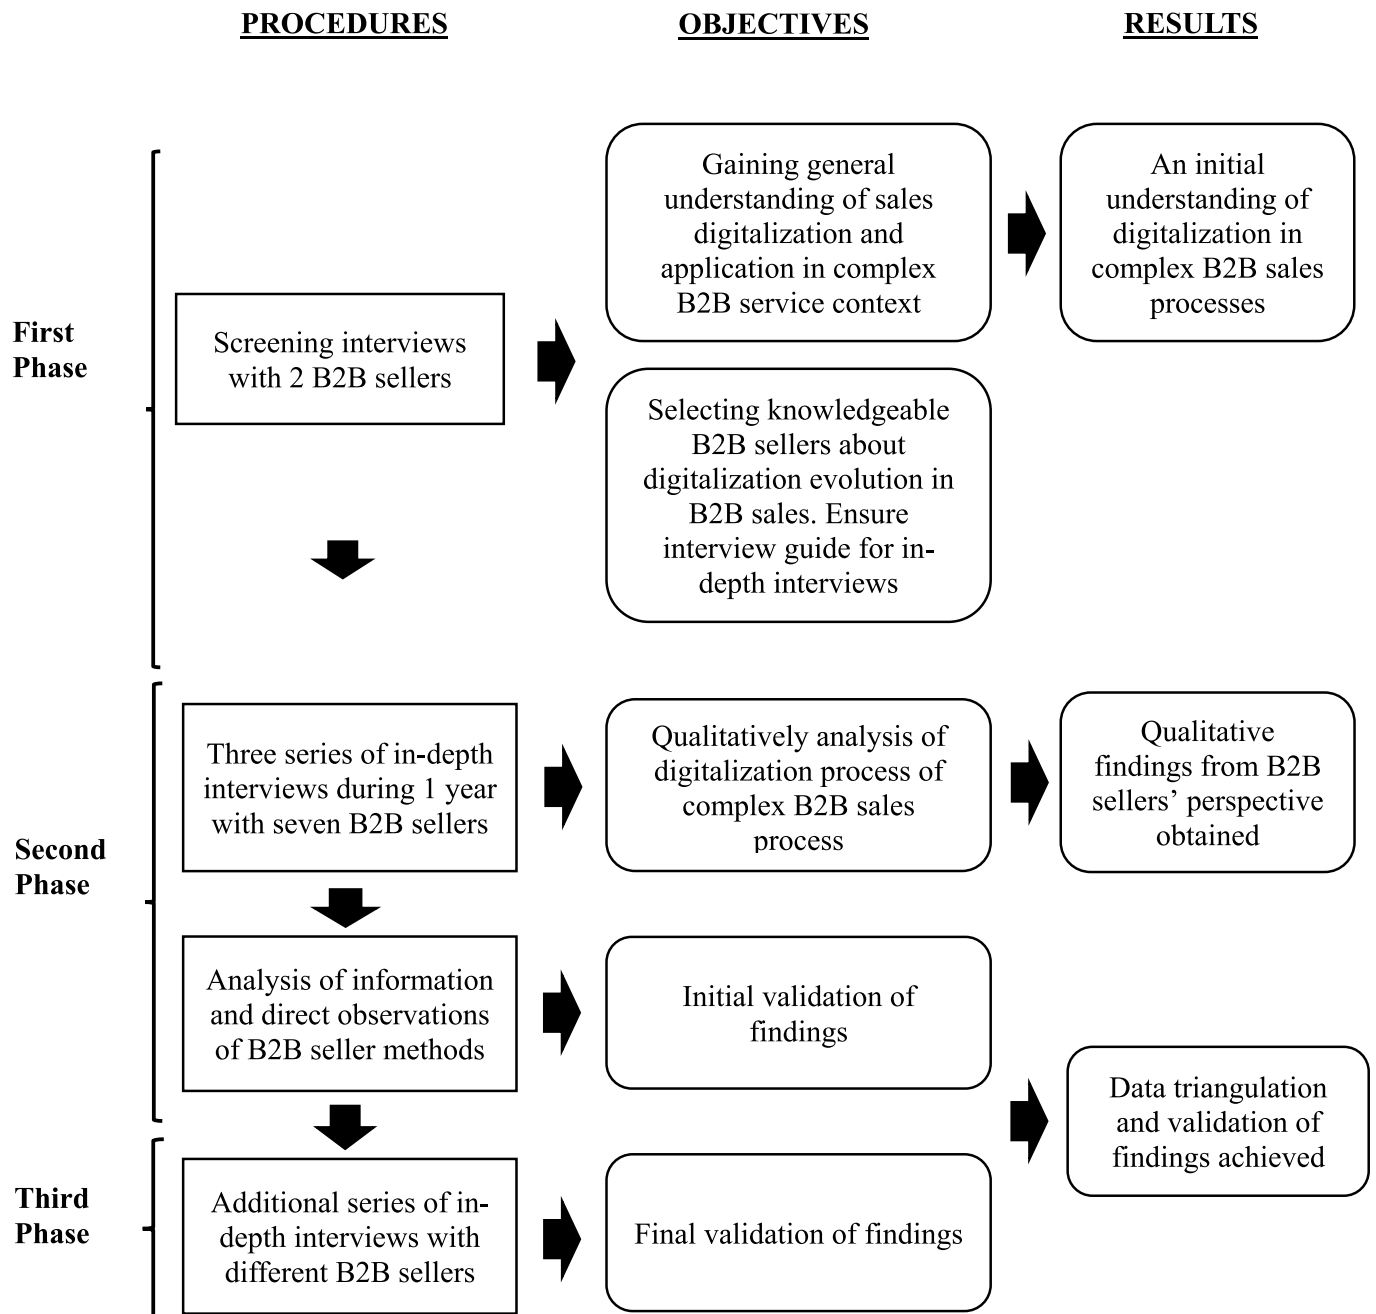 PROCEDURES
OBJECTIVES
RESULTS
First
Phase
Screening interviews
with 2 B2B sellers
Gaining general
understanding of sales
digitalization and
application in complex
B2B service context
An initial
understanding of
digitalization in
complex B2B sales
processes
Selecting knowledgeable
B2B sellers about
digitalization evolution in
B2B sales. Ensure
interview guide for in-
depth interviews
Second
Phase
Three series of in-depth
interviews during 1 year
with seven B2B sellers
Qualitatively analysis of
digitalization process of
complex B2B sales
process
Qualitative
findings from B2B
sellers’ perspective
obtained
Analysis of information
and direct observations
of B2B seller methods
Initial validation of
findings
Data triangulation
and validation of
findings achieved
Third
Phase
Additional series of in-
depth interviews with
different B2B sellers
Final validation of findings